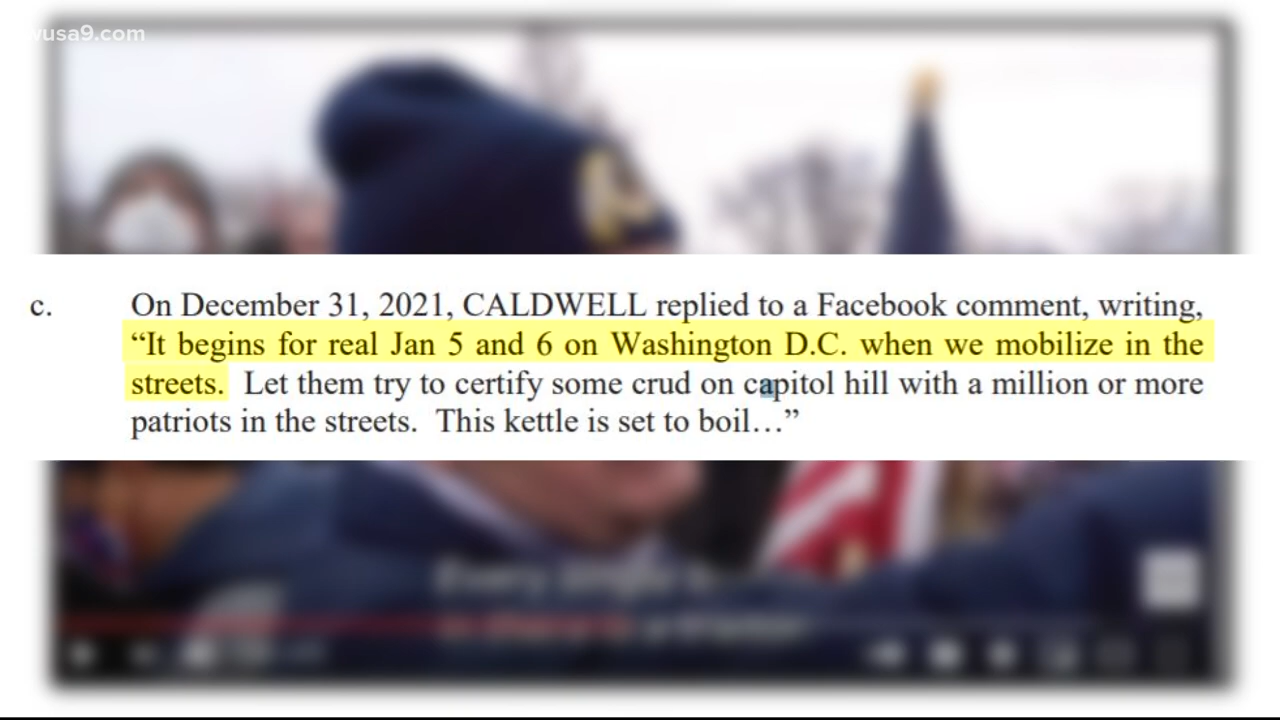 wusa9.com
c. On December 31, 2021, CALDWELL replied to a Facebook comment, writing,
“It begins for real Jan 5 and 6 on Washington D.C. when we mobilize in the
streets. Let them try to certify some crud on capitol hill with a million or more
patriots in the streets. This kettle is set to boil…”